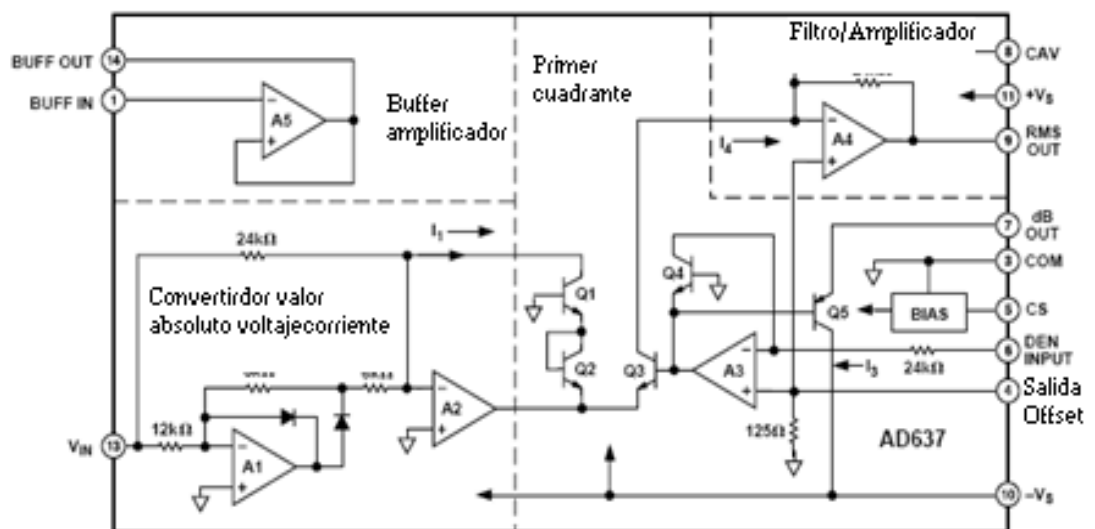 BUFF OUT 14
BUFF IN 1
A5
Buffer
amplificador
Primer
cuadrante
Filtro/Amplificador
8 CAV
11 +VS
9 RMS
OUT
I4
A4
7 dB
OUT
3 COM
BIAS
5 CS
6 DEN
INPUT
24kΩ
4 Salida
Offset
AD637
10 –VS
24kΩ
I1
Convertirdor valor
absoluto voltajecorriente
Q1
Q2
Q3
Q4
Q5
A3
I3
125Ω
VIN 13
12kΩ
A1
A2